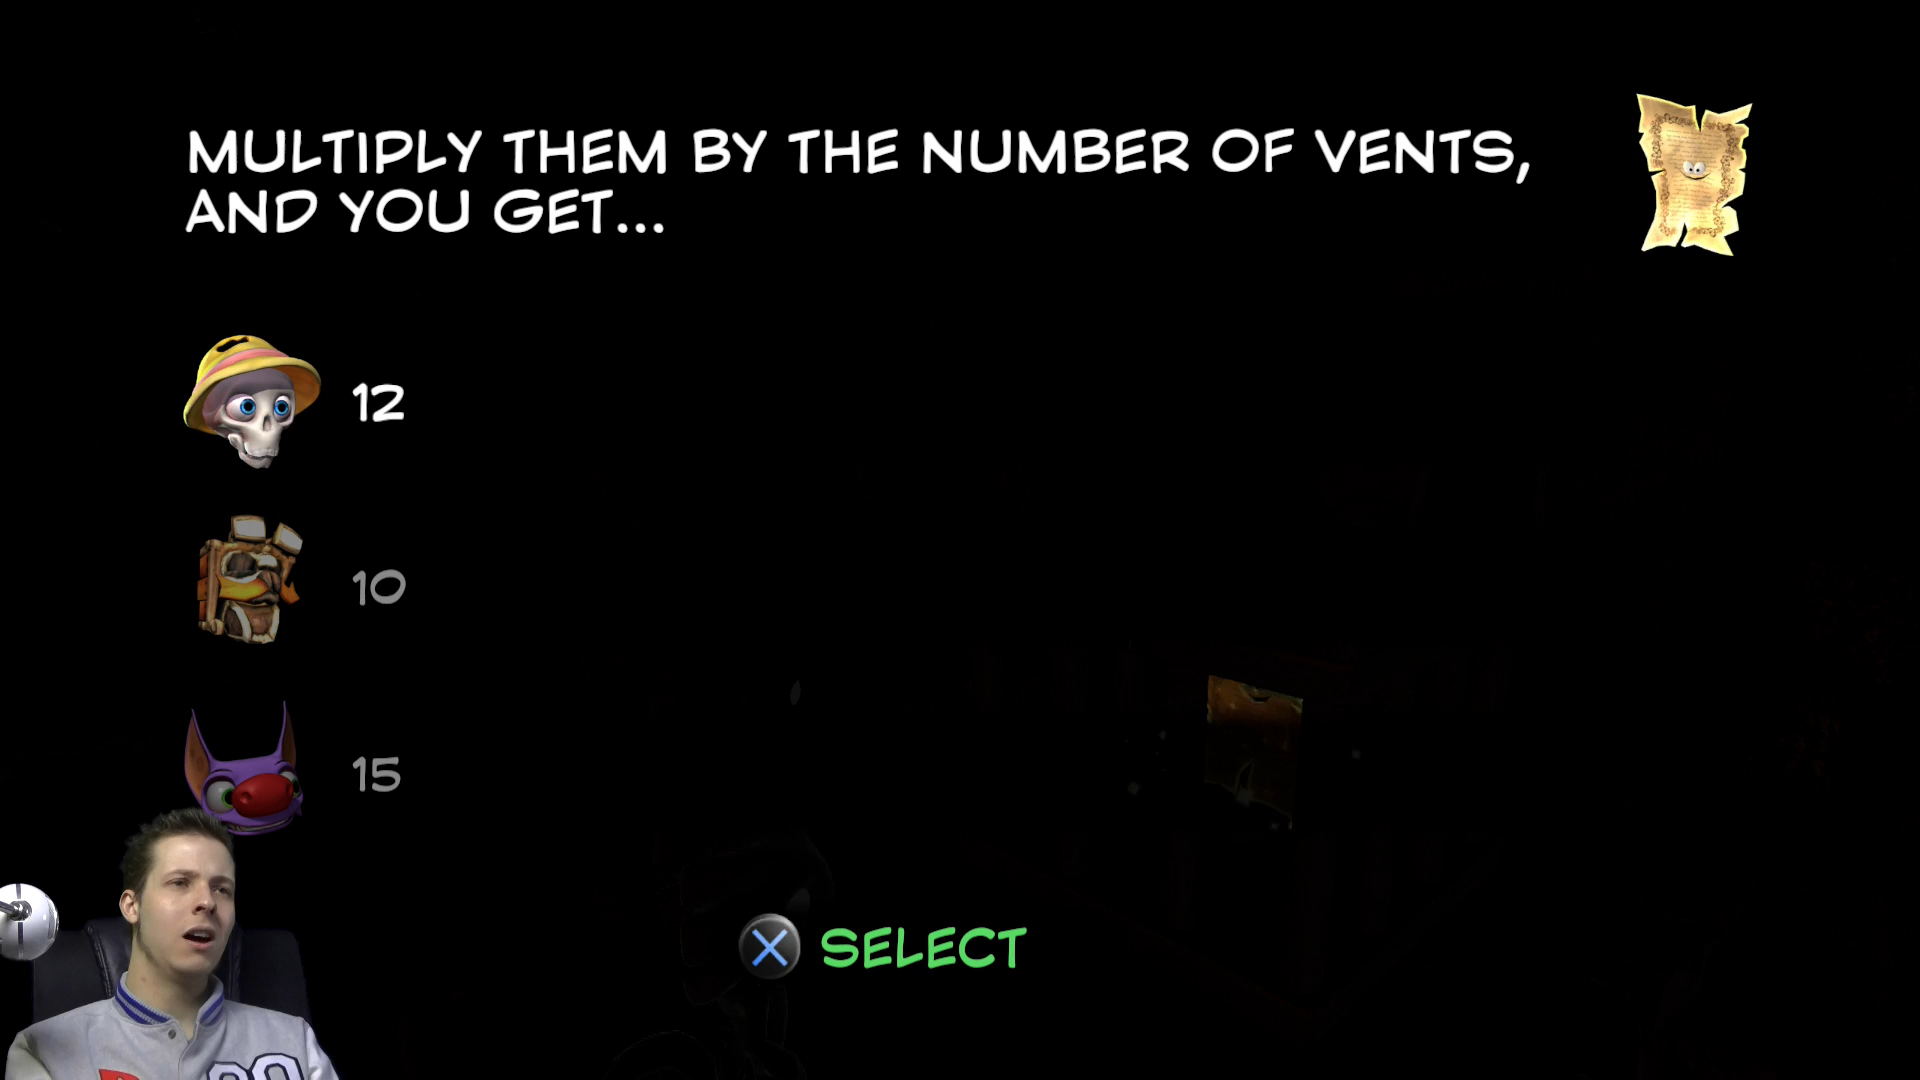 MULTIPLY THEM BY THE NUMBER OF VENTS,
AND YOU GET...
12
10
15
SELECT